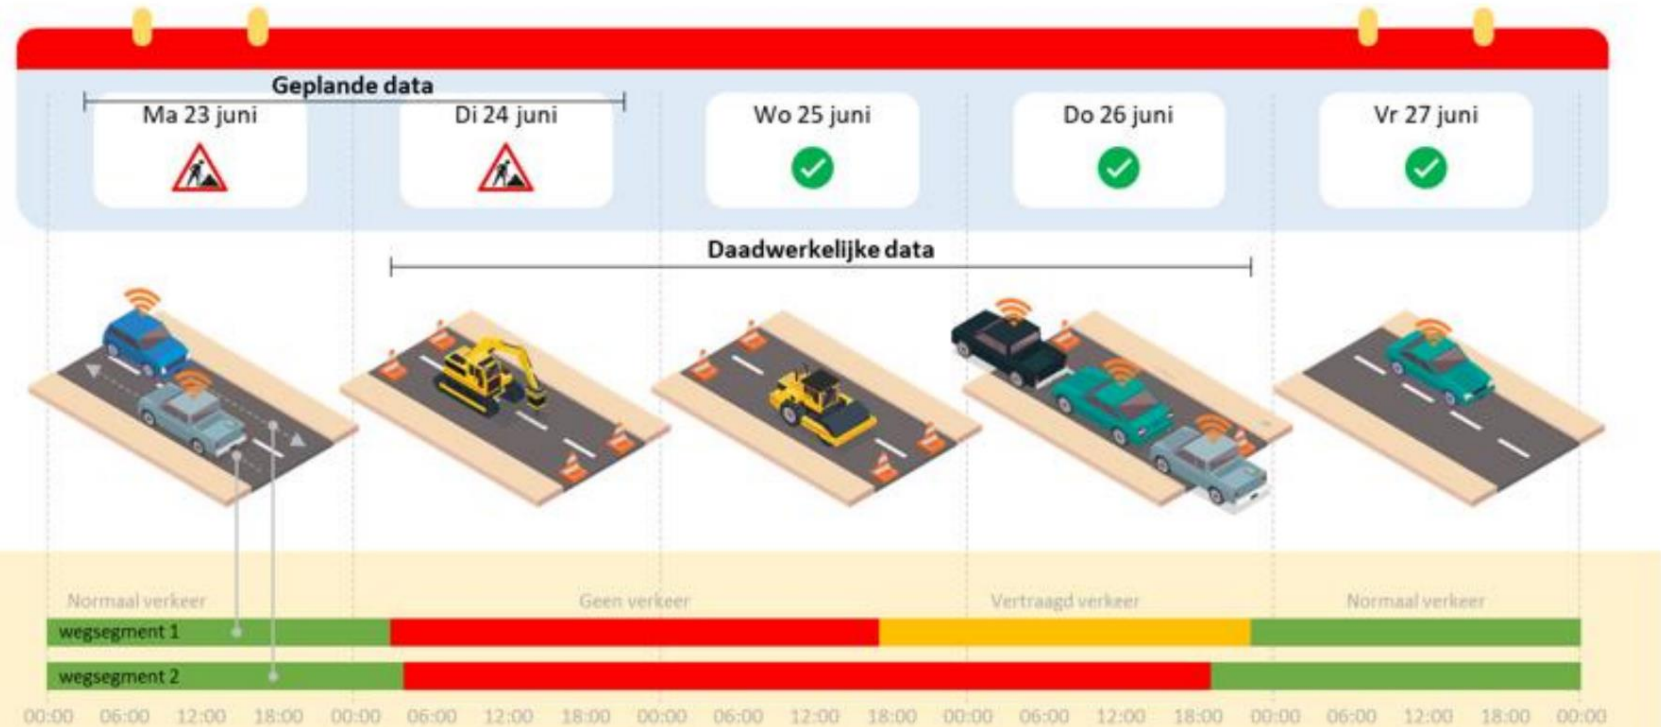 Geplande data
Ma 23 juni
Di 24 juni
Wo 25 juni
Do 26 juni
Vr 27 juni
Daadwerkelijke data
Normaal verkeer
Geen verkeer
Vertraagd verkeer
Normaal verkeer
wegsegment 1
wegsegment 2
00:00 06:00 12:00 18:00 00:00 06:00 12:00 18:00 00:00 06:00 12:00 18:00 00:00 06:00 12:00 18:00 00:00 06:00 12:00 18:00 00:00